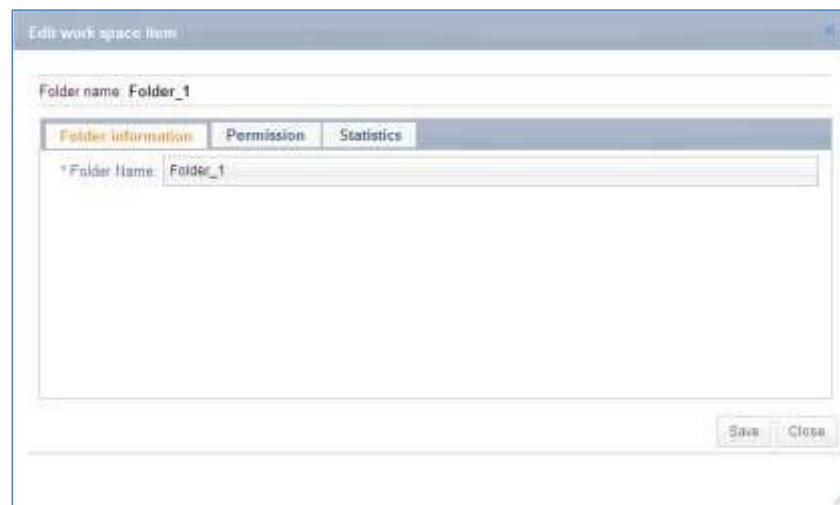 Edit work space item
Folder name: Folder_1
Folder information Permission Statistics
* Folder Name: Folder_1
Save Close